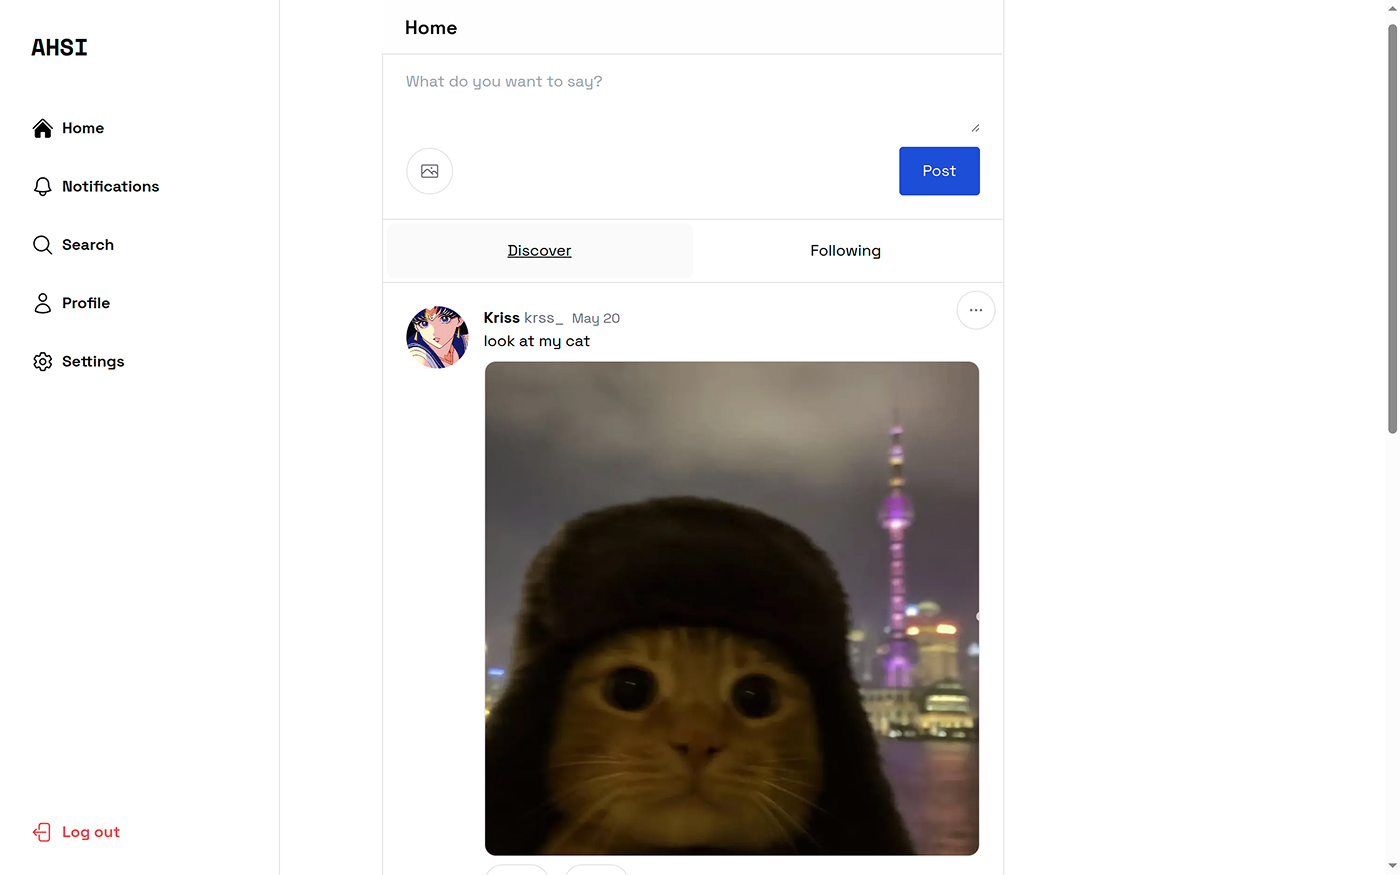 AHSI
Home
Notifications
Search
Profile
Settings
Log out
Home
What do you want to say?
Post
Discover
Following
Kriss krss_ May 20
look at my cat